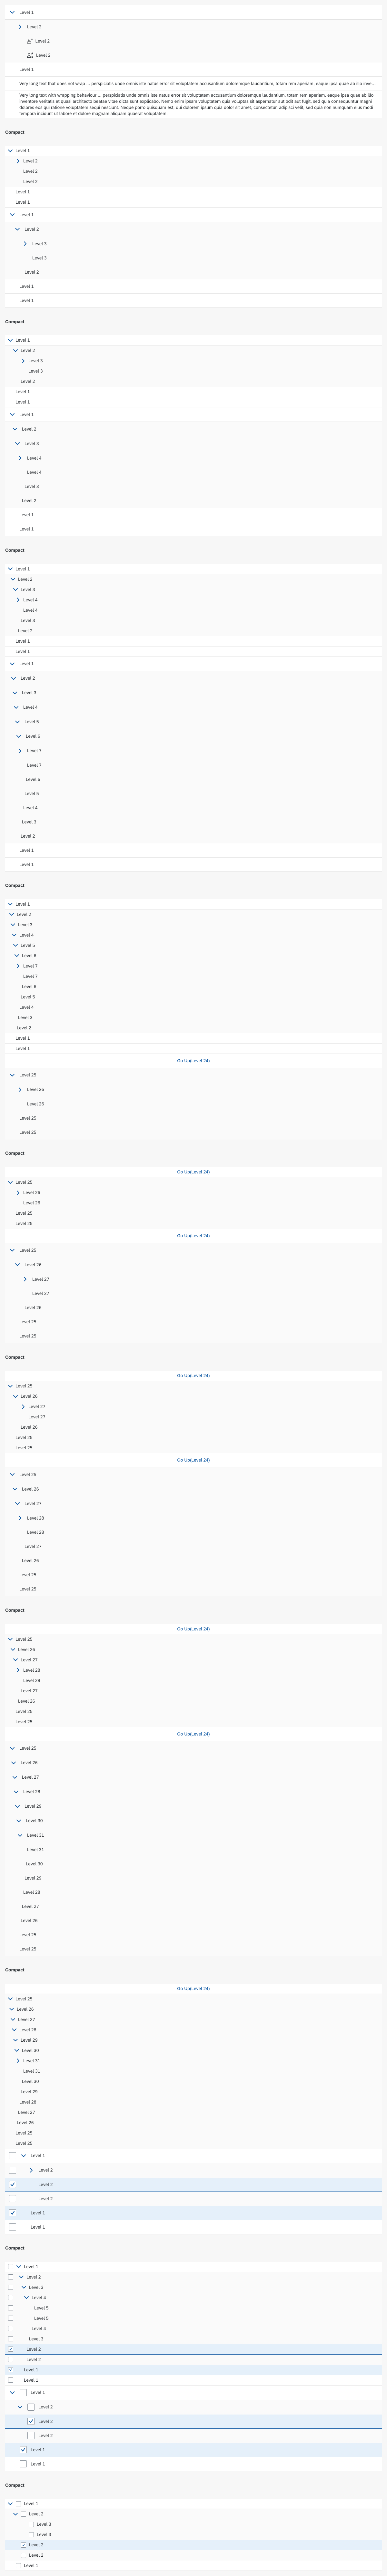 Level 1
Level 2
Level 2
Level 2
Level 1
Very long text that does not wrap ... perspiciatis unde omnis iste natus error sit voluptatem accusantium doloremque laudantium, totam rem aperiam, eaque ipsa quae ab illo inve...
Very long text with wrapping behaviour ... perspiciatis unde omnis iste natus error sit voluptatem accusantium doloremque laudantium, totam rem aperiam, eaque ipsa quae ab illo
inventore veritatis et quasi architecto beatae vitae dicta sunt explicabo. Nemo enim ipsam voluptatem quia voluptas sit aspernatur aut odit aut fugit, sed quia consequuntur magni
dolores eos qui ratione voluptatem sequi nesciunt. Neque porro quisquam est, qui dolorem ipsum quia dolor sit amet, consectetur, adipisci velit, sed quia non numquam eius modi
tempora incidunt ut labore et dolore magnam aliquam quaerat voluptatem.
Compact
Level 1
Level 2
Level 2
Level 2
Level 1
Level 1
Level 1
Level 2
Level 3
Level 3
Level 2
Level 1
Level 1
Compact
Level 1
Level 2
Level 3
Level 3
Level 2
Level 1
Level 1
Level 1
Level 2
Level 3
Level 4
Level 4
Level 3
Level 2
Level 1
Level 1
Compact
Level 1
Level 2
Level 3
Level 4
Level 4
Level 3
Level 2
Level 1
Level 1
Level 1
Level 2
Level 3
Level 4
Level 5
Level 6
Level 7
Level 7
Level 6
Level 5
Level 4
Level 3
Level 2
Level 1
Level 1
Compact
Level 1
Level 2
Level 3
Level 4
Level 5
Level 6
Level 7
Level 7
Level 6
Level 5
Level 4
Level 3
Level 2
Level 1
Level 1
Go Up(Level 24)
Level 25
Level 26
Level 26
Level 25
Level 25
Compact
Go Up(Level 24)
Level 25
Level 26
Level 26
Level 25
Level 25
Go Up(Level 24)
Level 25
Level 26
Level 27
Level 27
Level 26
Level 25
Level 25
Compact
Go Up(Level 24)
Level 25
Level 26
Level 27
Level 27
Level 26
Level 25
Level 25
Go Up(Level 24)
Level 25
Level 26
Level 27
Level 28
Level 28
Level 27
Level 26
Level 25
Level 25
Compact
Go Up(Level 24)
Level 25
Level 26
Level 27
Level 28
Level 28
Level 27
Level 26
Level 25
Level 25
Go Up(Level 24)
Level 25
Level 26
Level 27
Level 28
Level 29
Level 30
Level 31
Level 31
Level 30
Level 29
Level 28
Level 27
Level 26
Level 25
Level 25
Compact
Go Up(Level 24)
Level 25
Level 26
Level 27
Level 28
Level 29
Level 30
Level 31
Level 31
Level 30
Level 29
Level 28
Level 27
Level 26
Level 25
Level 25
Level 1
Level 2
Level 2
Level 2
Level 1
Level 1
Compact
Level 1
Level 2
Level 3
Level 4
Level 5
Level 5
Level 4
Level 3
Level 2
Level 2
Level 1
Level 1
Level 1
Level 2
Level 2
Level 2
Level 1
Level 1
Compact
Level 1
Level 2
Level 3
Level 3
Level 2
Level 2
Level 1